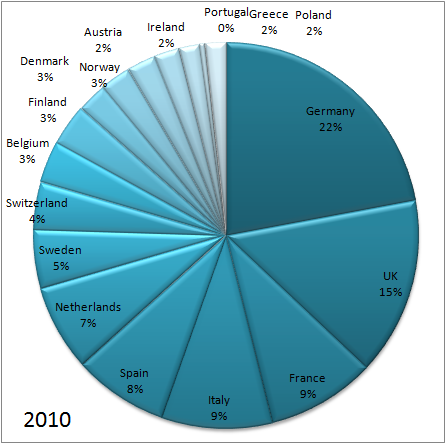 Germany
22%
UK
15%
France
9%
Italy
9%
Spain
8%
Netherlands
7%
Sweden
5%
Switzerland
4%
Belgium
3%
Finland
3%
Denmark
3%
Norway
3%
Austria
2%
Ireland
2%
Portugal
0%
Greece
2%
Poland
2%
2010